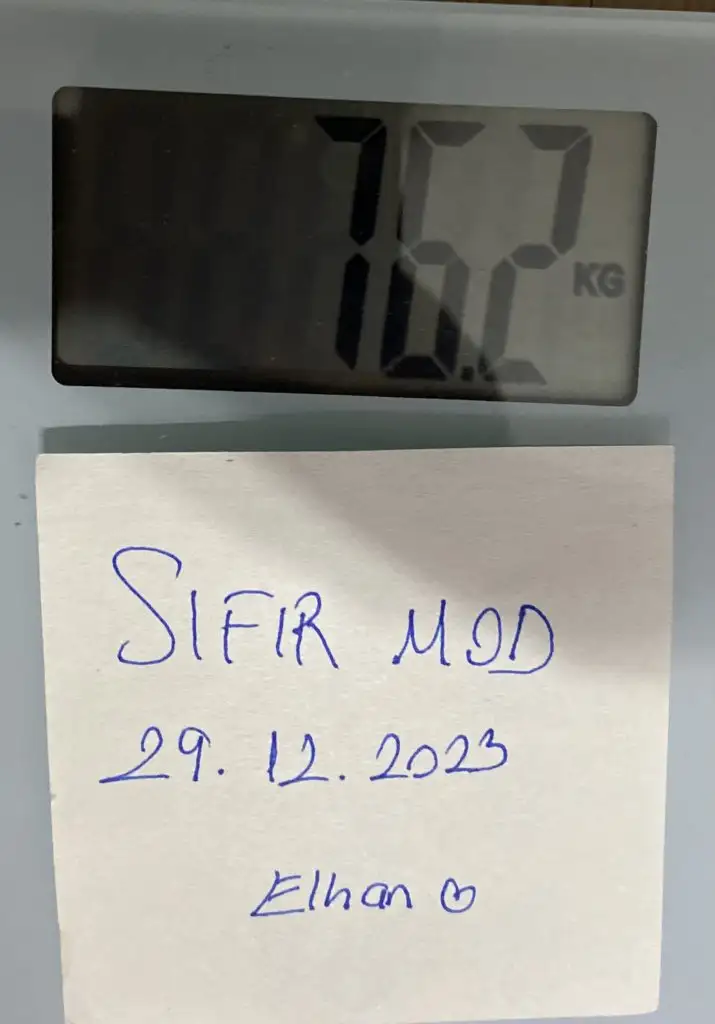 76.2 KG
SIFIR MOD
29.12.2023
Elhan ♡